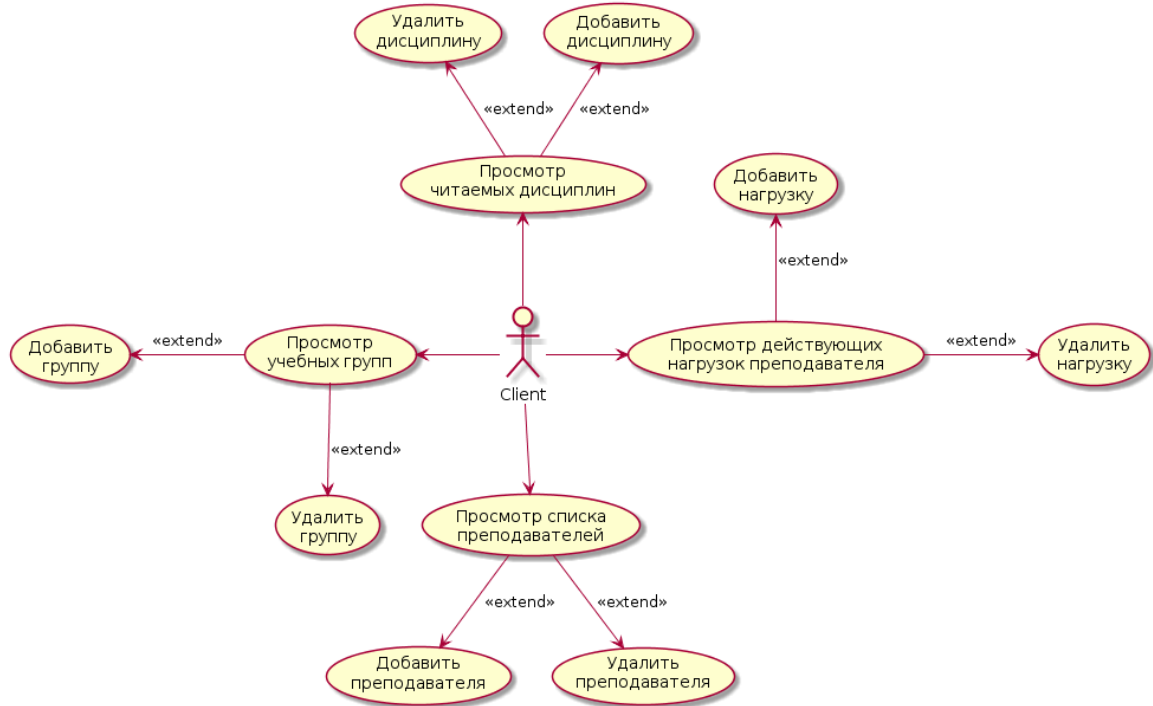 Удалить
дисциплину
Добавить
дисциплину
«extend»
«extend»
Просмотр
читаемых дисциплин
Добавить
нагрузку
«extend»
Добавить
группу
«extend»
Просмотр
учебных групп
Client
Просмотр действующих
нагрузок преподавателя
«extend»
Удалить
нагрузку
«extend»
Удалить
группу
Просмотр списка
преподавателей
«extend»
«extend»
Добавить
преподавателя
Удалить
преподавателя